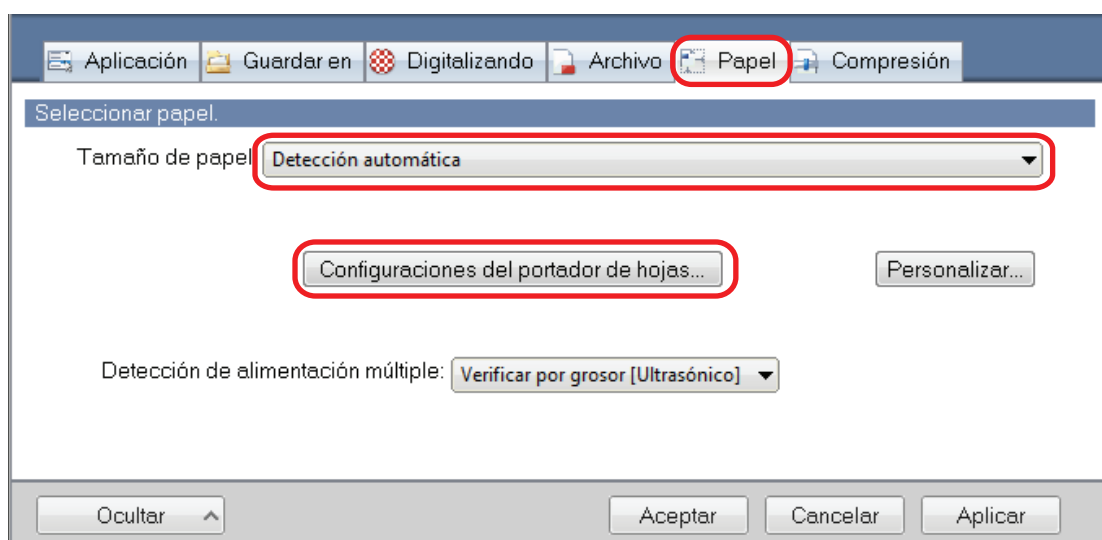 Aplicación Guardar en Digitalizando Archivo Papel Compresión
Seleccionar papel.
Tamaño de papel Detección automática
Configuraciones del portador de hojas... Personalizar...
Detección de alimentación múltiple: Verificar por grosor [Ultrasónico]
Ocultar Aceptar Cancelar Aplicar